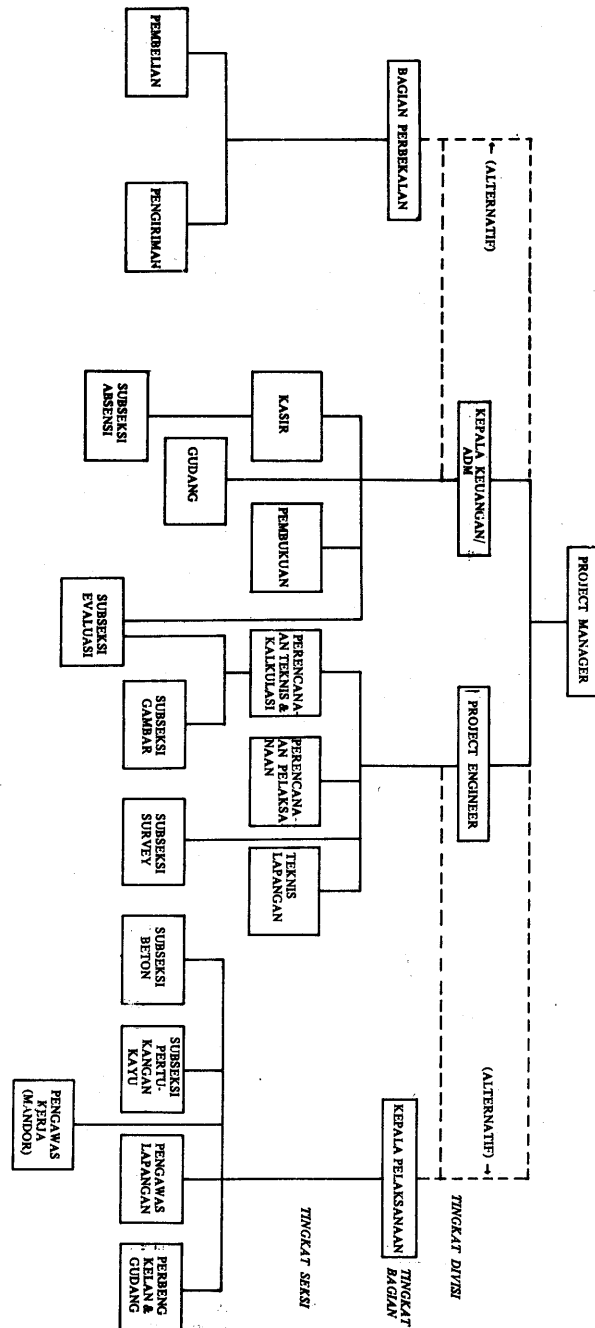 PROJECT MANAGER
← (ALTERNATIF)
(ALTERNATIF) →
TINGKAT DIVISI
KEPALA KEUANGAN/
ADM
PROJECT ENGINEER
TINGKAT
BAGIAN
BAGIAN PERBEKALAN
KEPALA PELAKSANAAN
TINGKAT SEKSI
KASIR
PEMBUKUAN
GUDANG
PERENCANA-
AN TEKNIS &
KALKULASI
PERENCANA-
AN PELAKSA
NAAN
TEKNIS
LAPANGAN
PEMBELIAN
PENGIRIMAN
SUBSEKSI
ABSENSI
SUBSEKSI
EVALUASI
SUBSEKSI
GAMBAR
SUBSEKSI
SURVEY
SUBSEKSI
BETON
SUBSEKSI
PERTU-
KANGAN
KAYU
PENGAWAS
LAPANGAN
PERBENG
KELAN &
GUDANG
PENGAWAS
KERJA
(MANDOR)